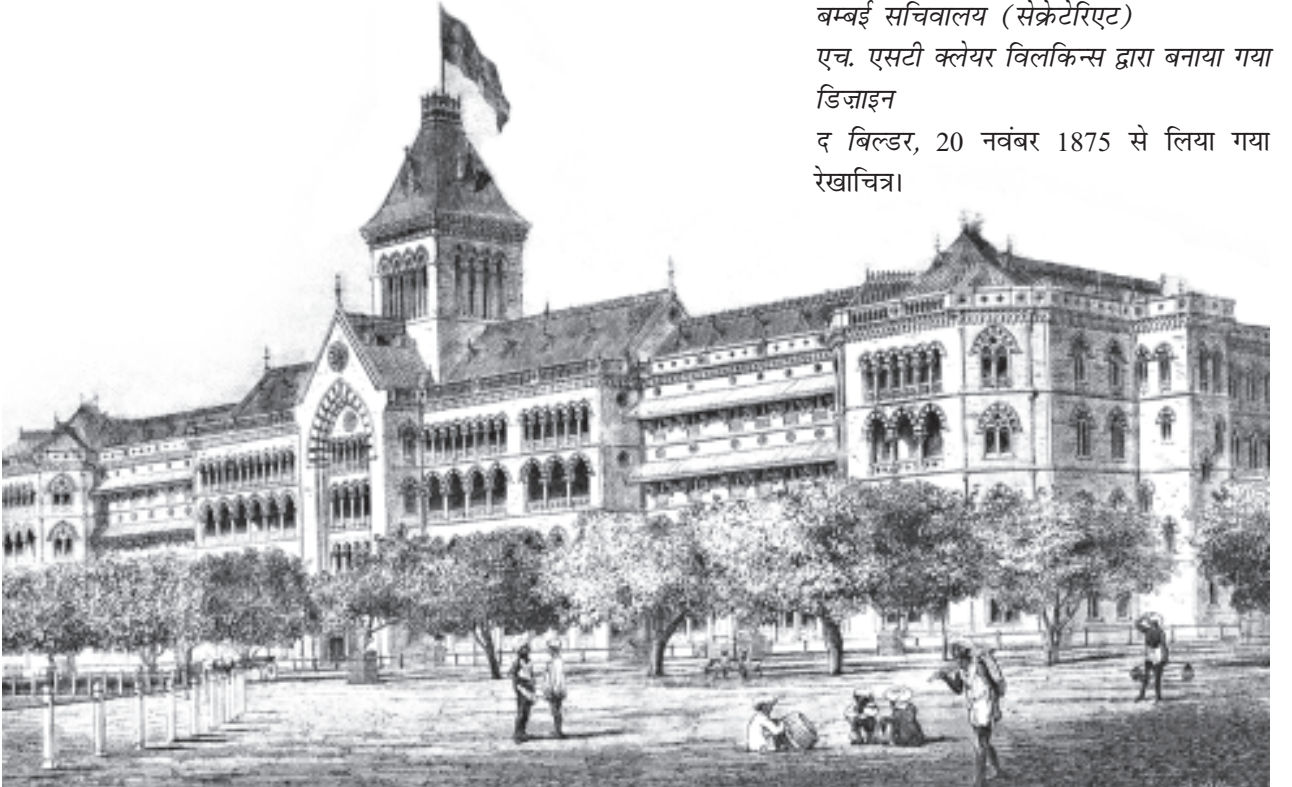 बम्बई सचिवालय (सेक्रेटेरिएट)
एच. एसटी क्लेयर विलकिन्स द्वारा बनाया गया
डिज़ाइन
द बिल्डर, 20 नवंबर 1875 से लिया गया
रेखाचित्र।